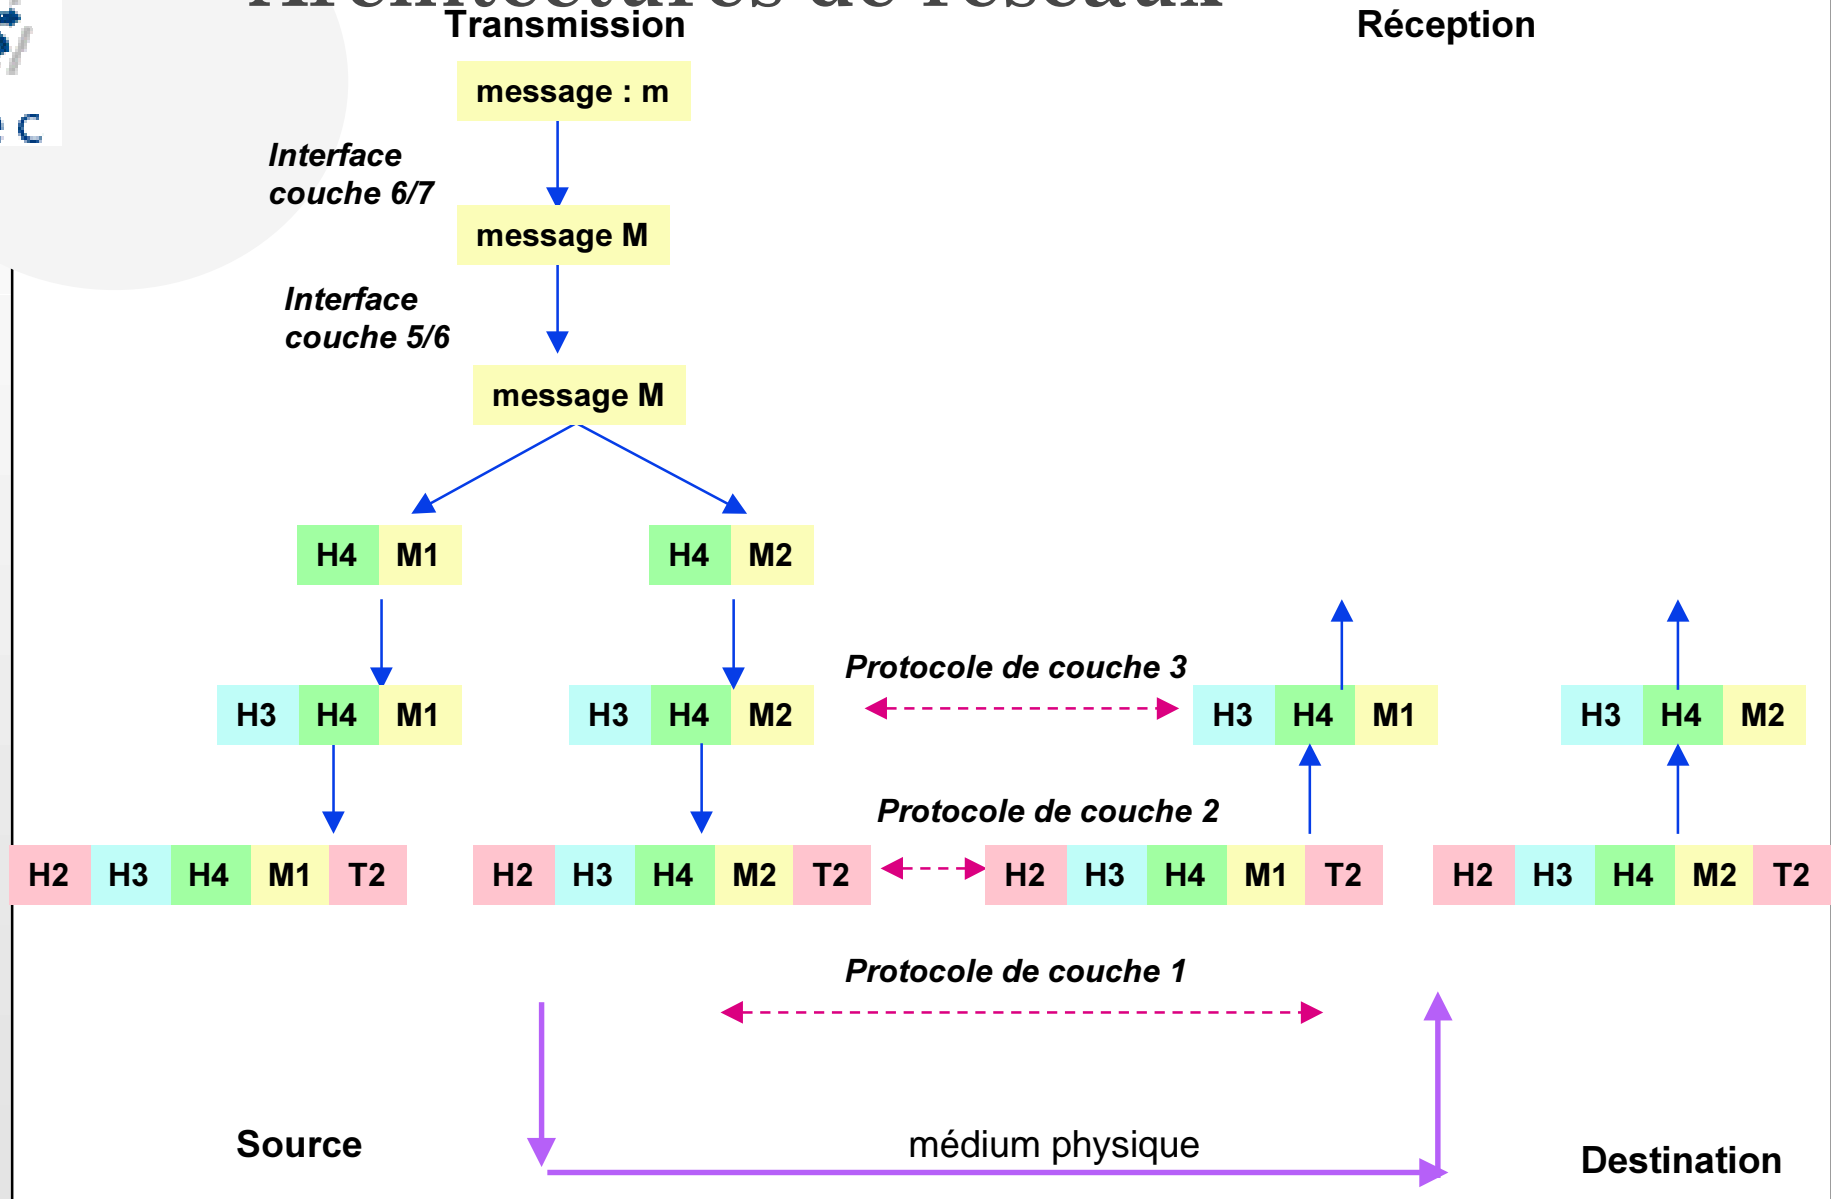 Architectures de réseaux
Transmission
Réception
message : m
Interface
couche 6/7
message M
Interface
couche 5/6
message M
H4 M1 H4 M2
Protocole de couche 3
H3 H4 M1 H3 H4 M2 H3 H4 M1 H3 H4 M2
Protocole de couche 2
H2 H3 H4 M1 T2 H2 H3 H4 M2 T2 H2 H3 H4 M1 T2 H2 H3 H4 M2 T2
Protocole de couche 1
Source
médium physique
Destination